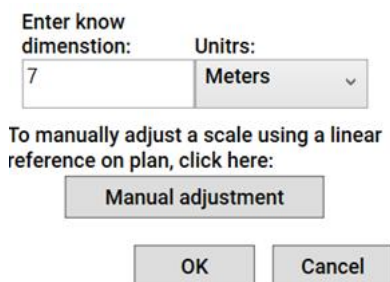 Enter know
dimenstion:
Unitrs:
7
Meters
To manually adjust a scale using a linear
reference on plan, click here:
Manual adjustment
OK
Cancel